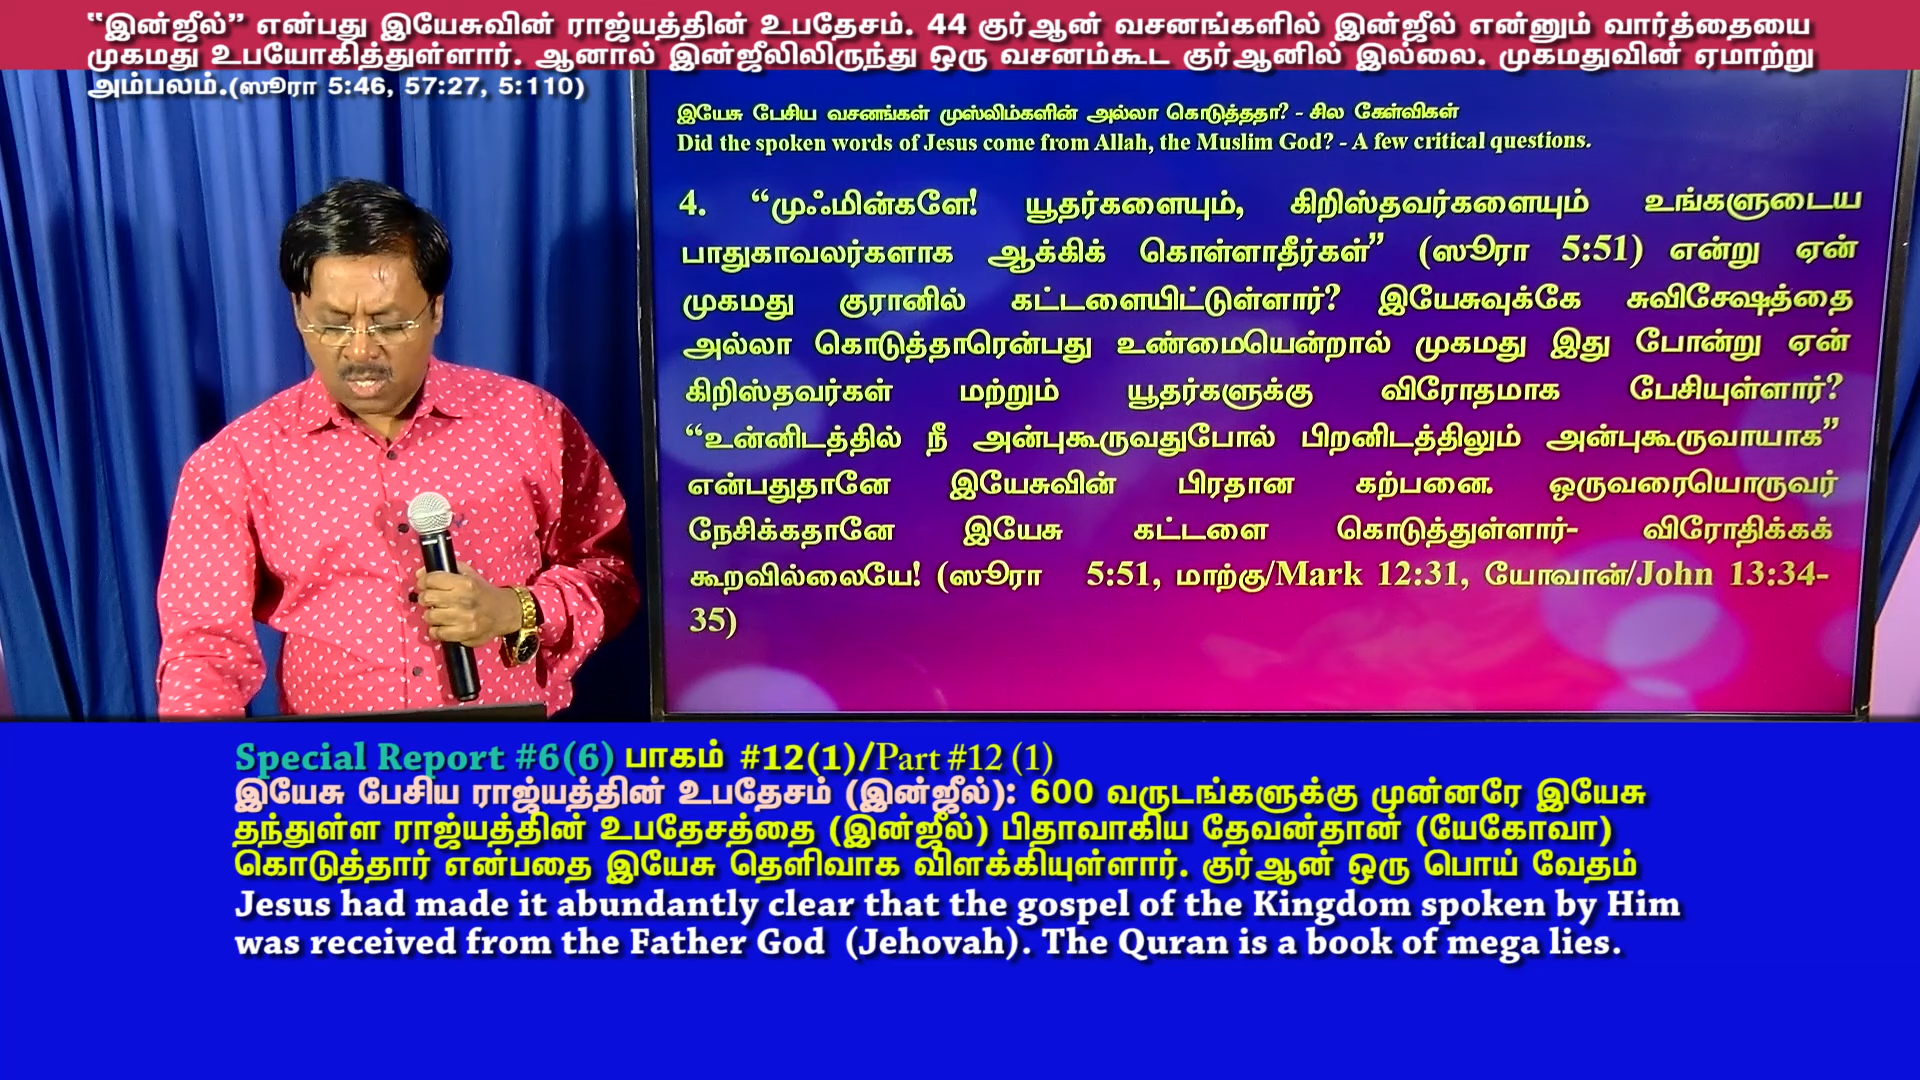 “இன்ஜீல்” என்பது இயேசுவின் ராஜ்யத்தின் உபதேசம். 44 குர்ஆன் வசனங்களில் இன்ஜீல் என்னும் வார்த்தையை
முகமது உபயோகித்துள்ளார். ஆனால் இன்ஜீலிலிருந்து ஒரு வசனம்கூட குர்ஆனில் இல்லை. முகமதுவின் ஏமாற்று
அம்பலம்.(ஸூரா 5:46, 57:27, 5:110)
இயேசு பேசிய வசனங்கள் முஸ்லிம்களின் அல்லா கொடுத்ததா? - சில கேள்விகள்
Did the spoken words of Jesus come from Allah, the Muslim God? - A few critical questions.
4. “முஃமின்களே! யூதர்களையும், கிறிஸ்தவர்களையும் உங்களுடைய
பாதுகாவலர்களாக ஆக்கிக் கொள்ளாதீர்கள்” (ஸூரா 5:51) என்று ஏன்
முகமது குரானில் கட்டளையிட்டுள்ளார்? இயேசுவுக்கே சுவிசேஷத்தை
அல்லா கொடுத்தாரென்பது உண்மையென்றால் முகமது இது போன்று ஏன்
கிறிஸ்தவர்கள் மற்றும் யூதர்களுக்கு விரோதமாக பேசியுள்ளார்?
“உன்னிடத்தில் நீ அன்புகூருவதுபோல் பிறனிடத்திலும் அன்புகூருவாயாக”
என்பதுதானே இயேசுவின் பிரதான கற்பனை. ஒருவரையொருவர்
நேசிக்கதானே இயேசு கட்டளை கொடுத்துள்ளார்- விரோதிக்கக்
கூறவில்லையே! (ஸூரா 5:51, மாற்கு/Mark 12:31, யோவான்/John 13:34-
35)
Special Report #6(6) பாகம் #12(1)/Part #12 (1)
இயேசு பேசிய ராஜ்யத்தின் உபதேசம் (இன்ஜீல்): 600 வருடங்களுக்கு முன்னரே இயேசு
தந்துள்ள ராஜ்யத்தின் உபதேசத்தை (இன்ஜீல்) பிதாவாகிய தேவன்தான் (யேகோவா)
கொடுத்தார் என்பதை இயேசு தெளிவாக விளக்கியுள்ளார். குர்ஆன் ஒரு பொய் வேதம்
Jesus had made it abundantly clear that the gospel of the Kingdom spoken by Him
was received from the Father God (Jehovah). The Quran is a book of mega lies.